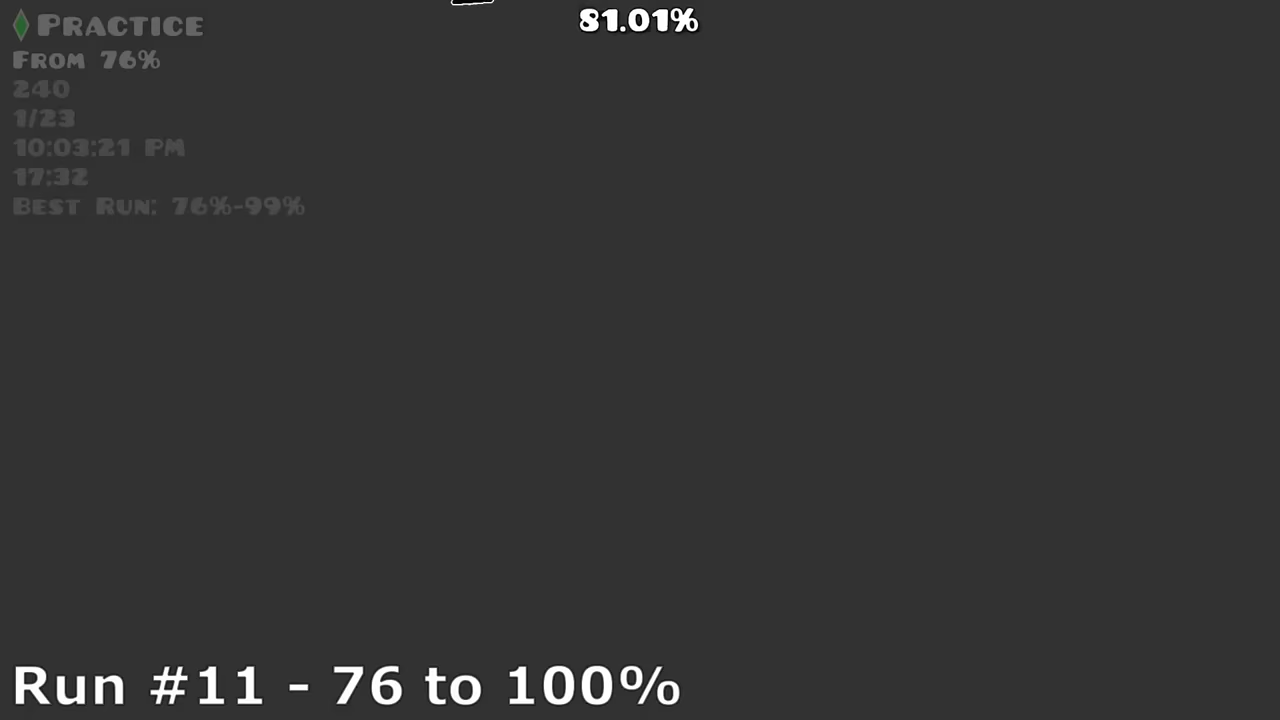 81.01%
Practice
From 76%
240
1/23
10:03:21 PM
17:32
Best Run: 76%-99%
Run #11 - 76 to 100%